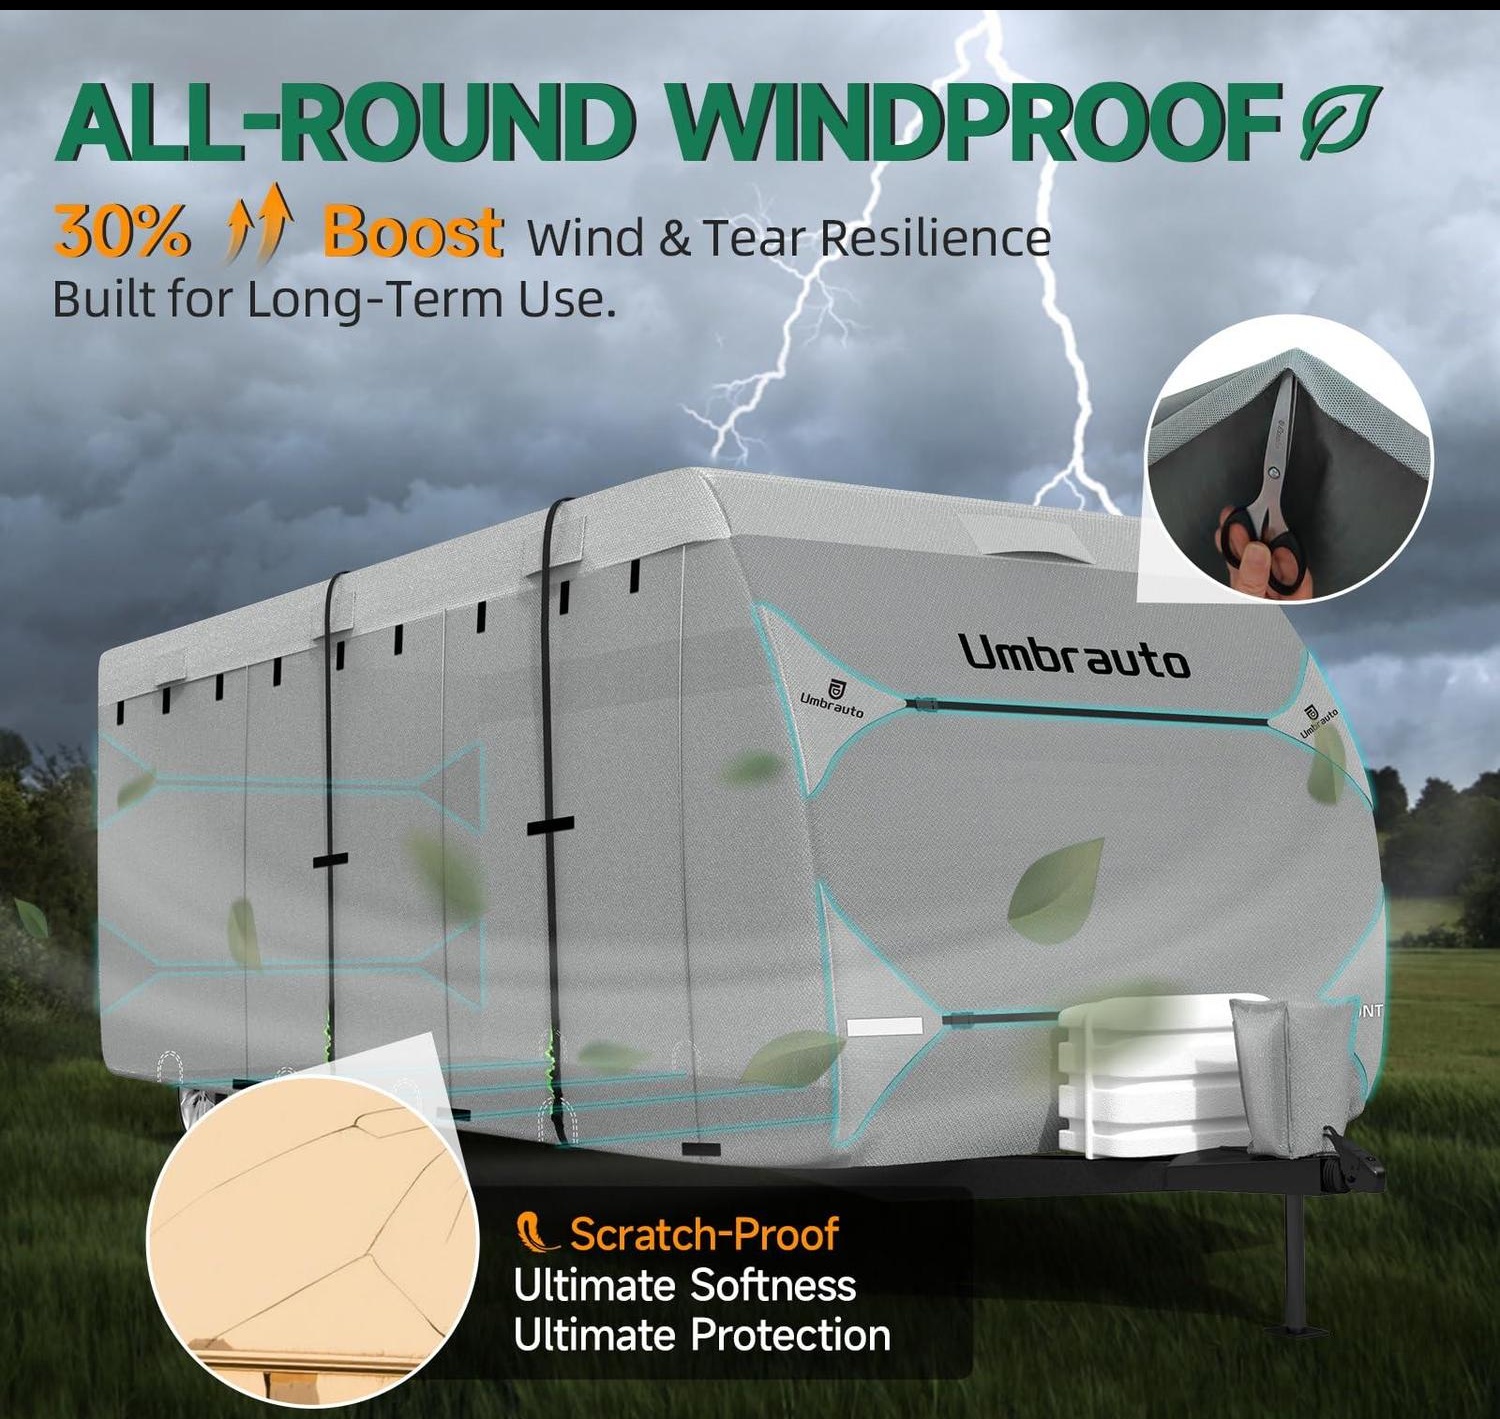 ALL-ROUND WINDPROOF
30% Boost Wind & Tear Resilience
Built for Long-Term Use.
Umbrauto
Umbrauto
Umbrauto
Scratch-Proof
Ultimate Softness
Ultimate Protection